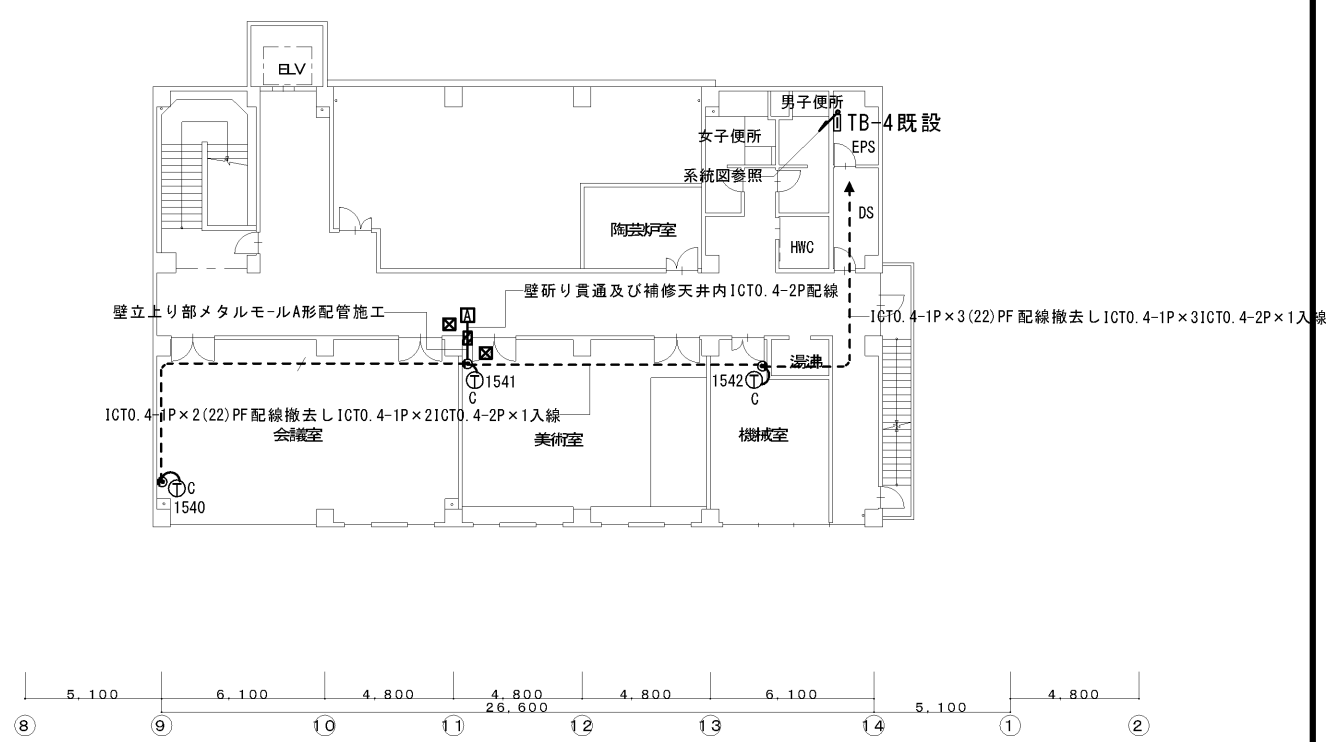 ELV
男子便所
TB-4既設
女子便所
EPS
系統図参照
DS
陶芸炉室
HWC
壁研り貫通及び補修天井内ICT0.4-2P配線
壁立上り部メタルモールA形配管施工
A
ICT0.4-1P×3(22)PF配線撤去しICT0.4-1P×3ICT0.4-2P×1入線
湯沸
T 1541
C
1542 T
C
ICT0.4-1P×2(22)PF配線撤去しICT0.4-1P×2ICT0.4-2P×1入線
会議室
美術室
機械室
T C
1540
5,100 6,100 4,800 4,800 4,800 6,100 4,800
26,600 5,100
8 9 10 11 12 13 14 1 2